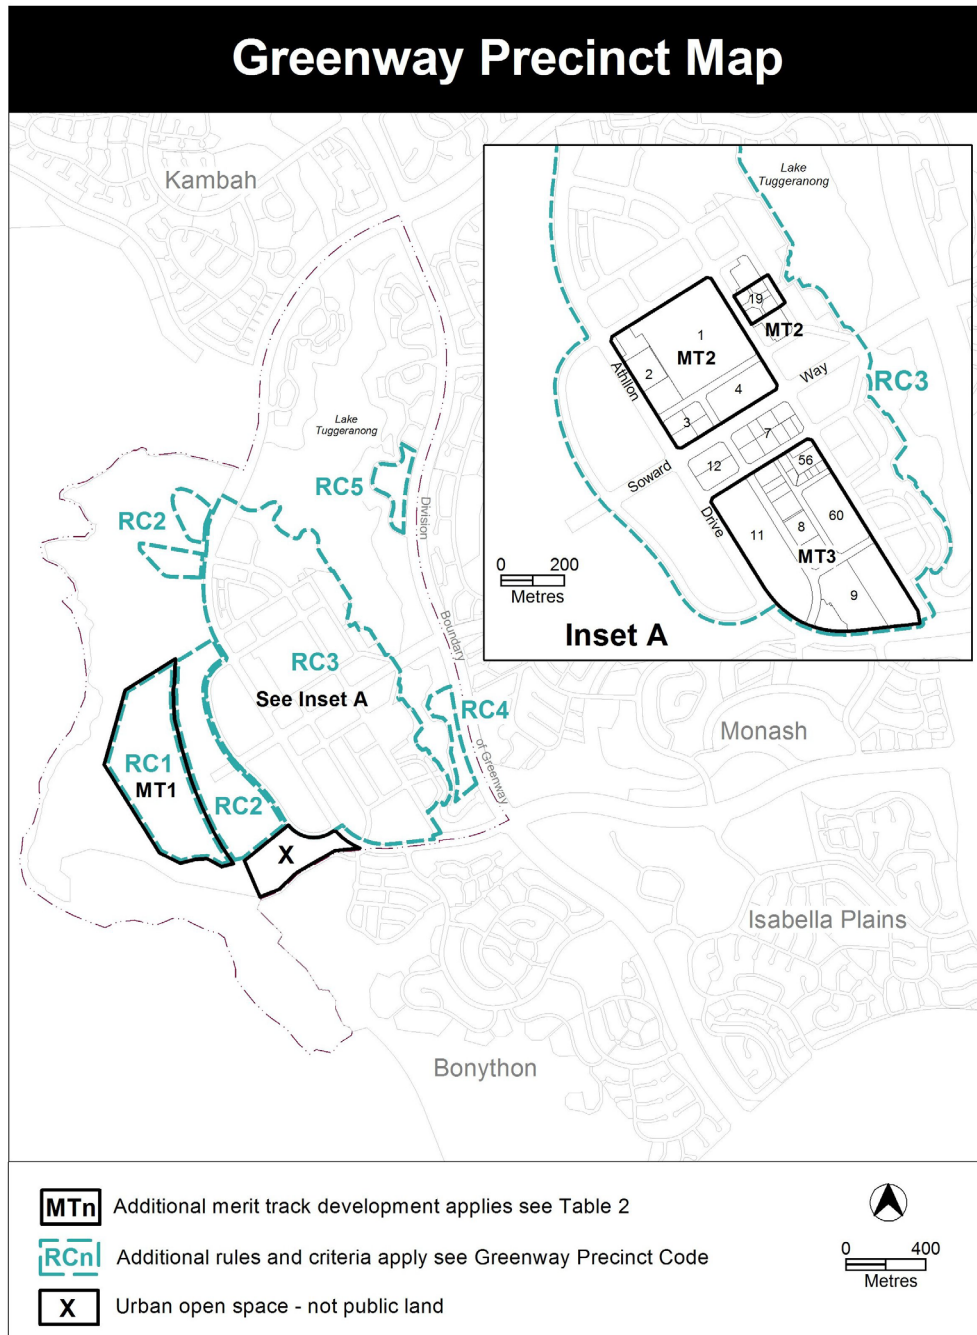 Greenway Precinct Map
Kambah
Lake
Tuggeranong
19
MT2
1
MT2
Athllon
2
4
Way
RC3
3
7
Soward
12
56
Drive
11
60
8
MT3
9
0 200
Metres
Inset A
Lake
Tuggeranong
RC5
RC2
Division
Boundary
of Greenway
RC3
See Inset A
RC4
Monash
RC1
MT1
RC2
X
Isabella Plains
Bonython
MTn Additional merit track development applies see Table 2
RCn Additional rules and criteria apply see Greenway Precinct Code
X Urban open space - not public land
0 400
Metres